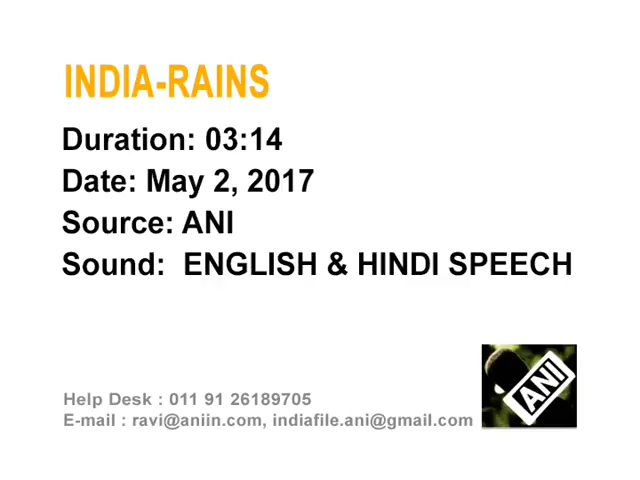 INDIA-RAINS
Duration: 03:14
Date: May 2, 2017
Source: ANI
Sound: ENGLISH & HINDI SPEECH
ANI
Help Desk : 011 91 26189705
E-mail : ravi@aniin.com, indiafile.ani@gmail.com